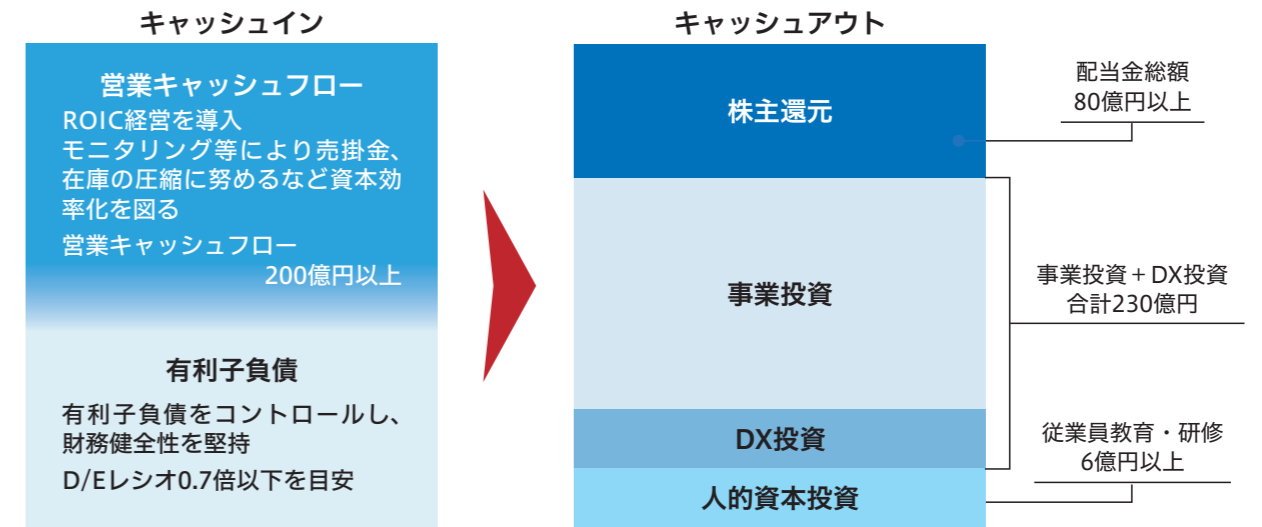 キャッシュイン
営業キャッシュフロー
ROIC経営を導入
モニタリング等により売掛金、
在庫の圧縮に努めるなど資本効
率化を図る
営業キャッシュフロー
200億円以上
有利子負債
有利子負債をコントロールし、
財務健全性を堅持
D/Eレシオ0.7倍以下を目安
キャッシュアウト
株主還元
事業投資
DX投資
人的資本投資
配当金総額
80億円以上
事業投資＋DX投資
合計230億円
従業員教育・研修
6億円以上